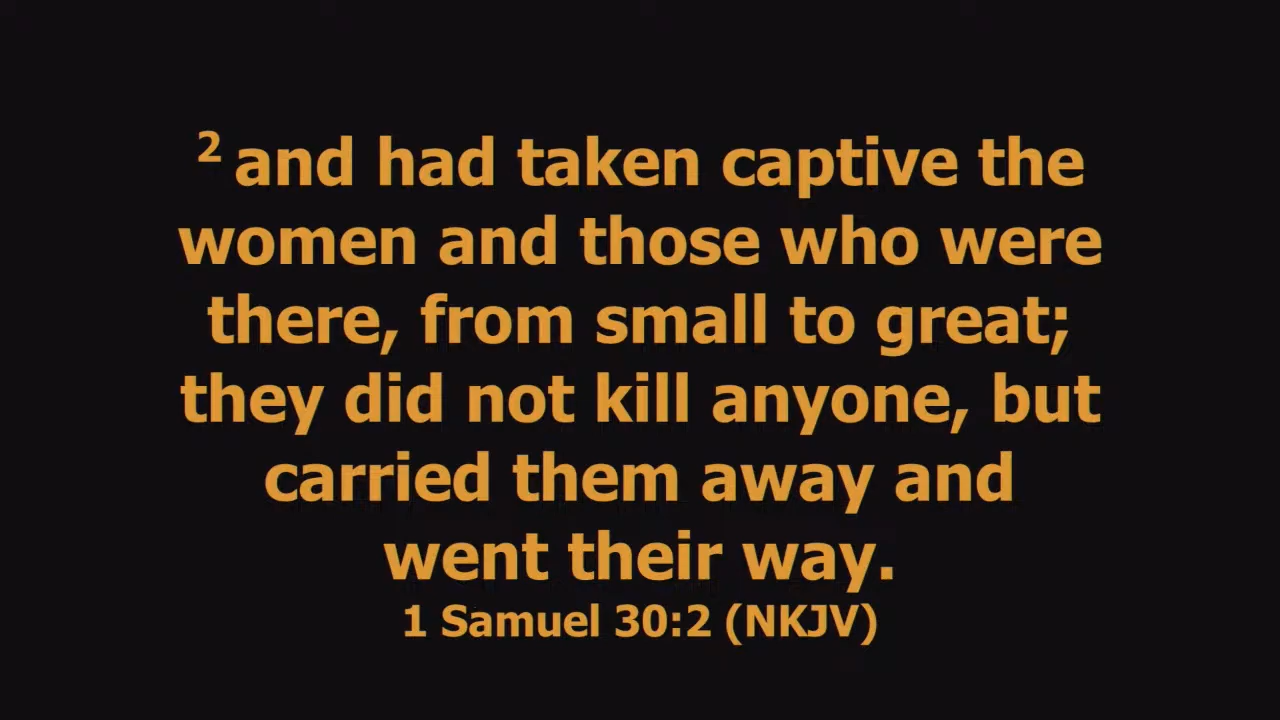 ² and had taken captive the
women and those who were
there, from small to great;
they did not kill anyone, but
carried them away and
went their way.
1 Samuel 30:2 (NKJV)